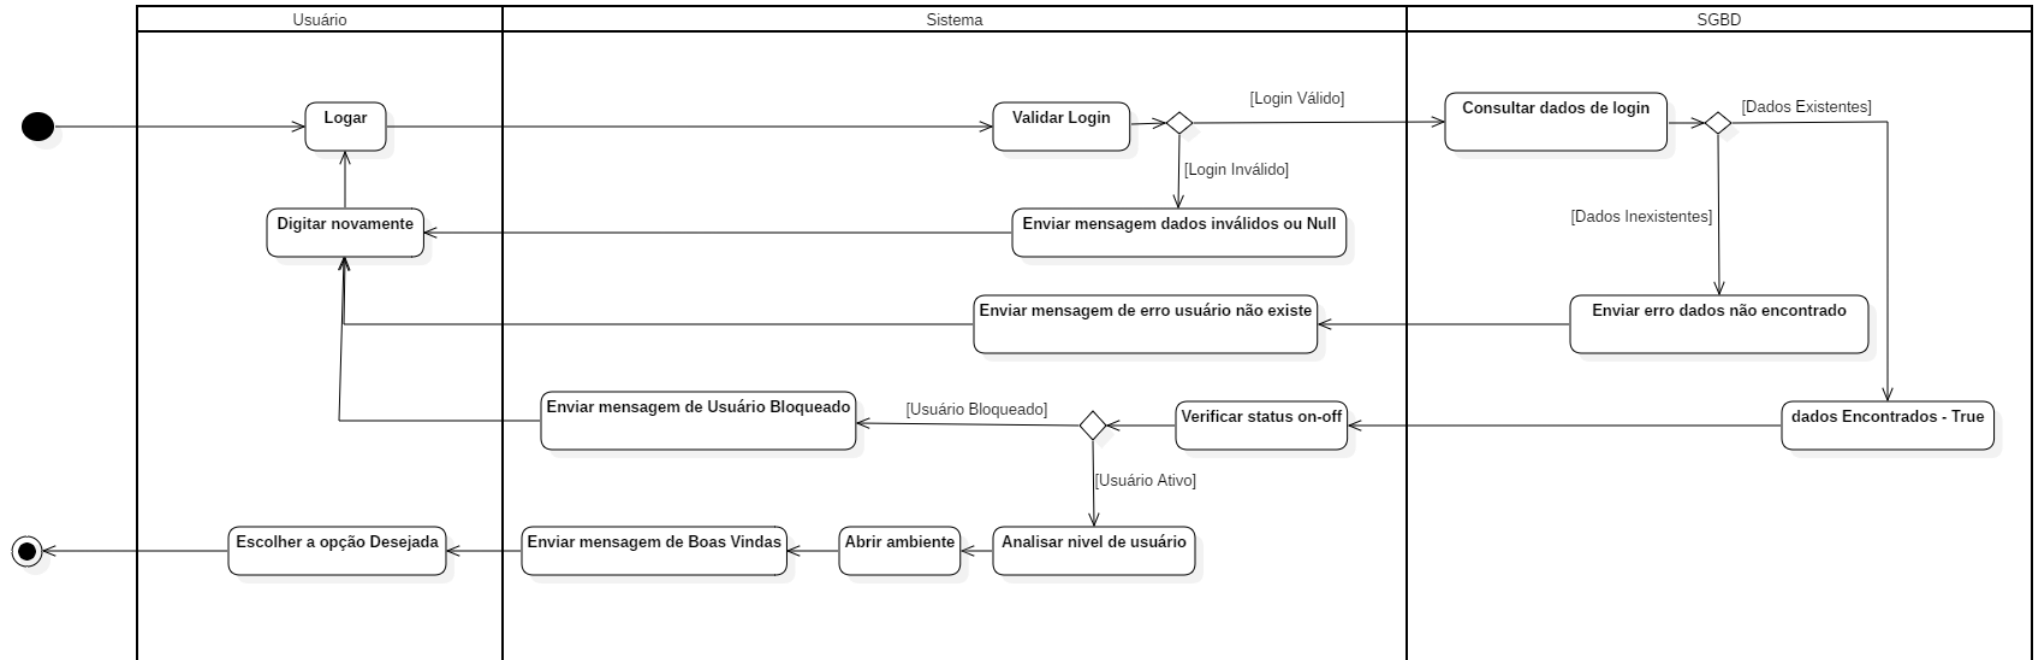 Usuário
Sistema
SGBD
[Login Válido]
[Dados Existentes]
Logar
Validar Login
Consultar dados de login
[Login Inválido]
[Dados Inexistentes]
Digitar novamente
Enviar mensagem dados inválidos ou Null
Enviar mensagem de erro usuário não existe
Enviar erro dados não encontrado
Enviar mensagem de Usuário Bloqueado
[Usuário Bloqueado]
Verificar status on-off
dados Encontrados - True
[Usuário Ativo]
Escolher a opção Desejada
Enviar mensagem de Boas Vindas
Abrir ambiente
Analisar nivel de usuário